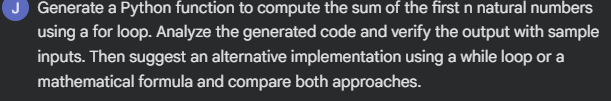 J Generate a Python function to compute the sum of the first n natural numbers
using a for loop. Analyze the generated code and verify the output with sample
inputs. Then suggest an alternative implementation using a while loop or a
mathematical formula and compare both approaches.